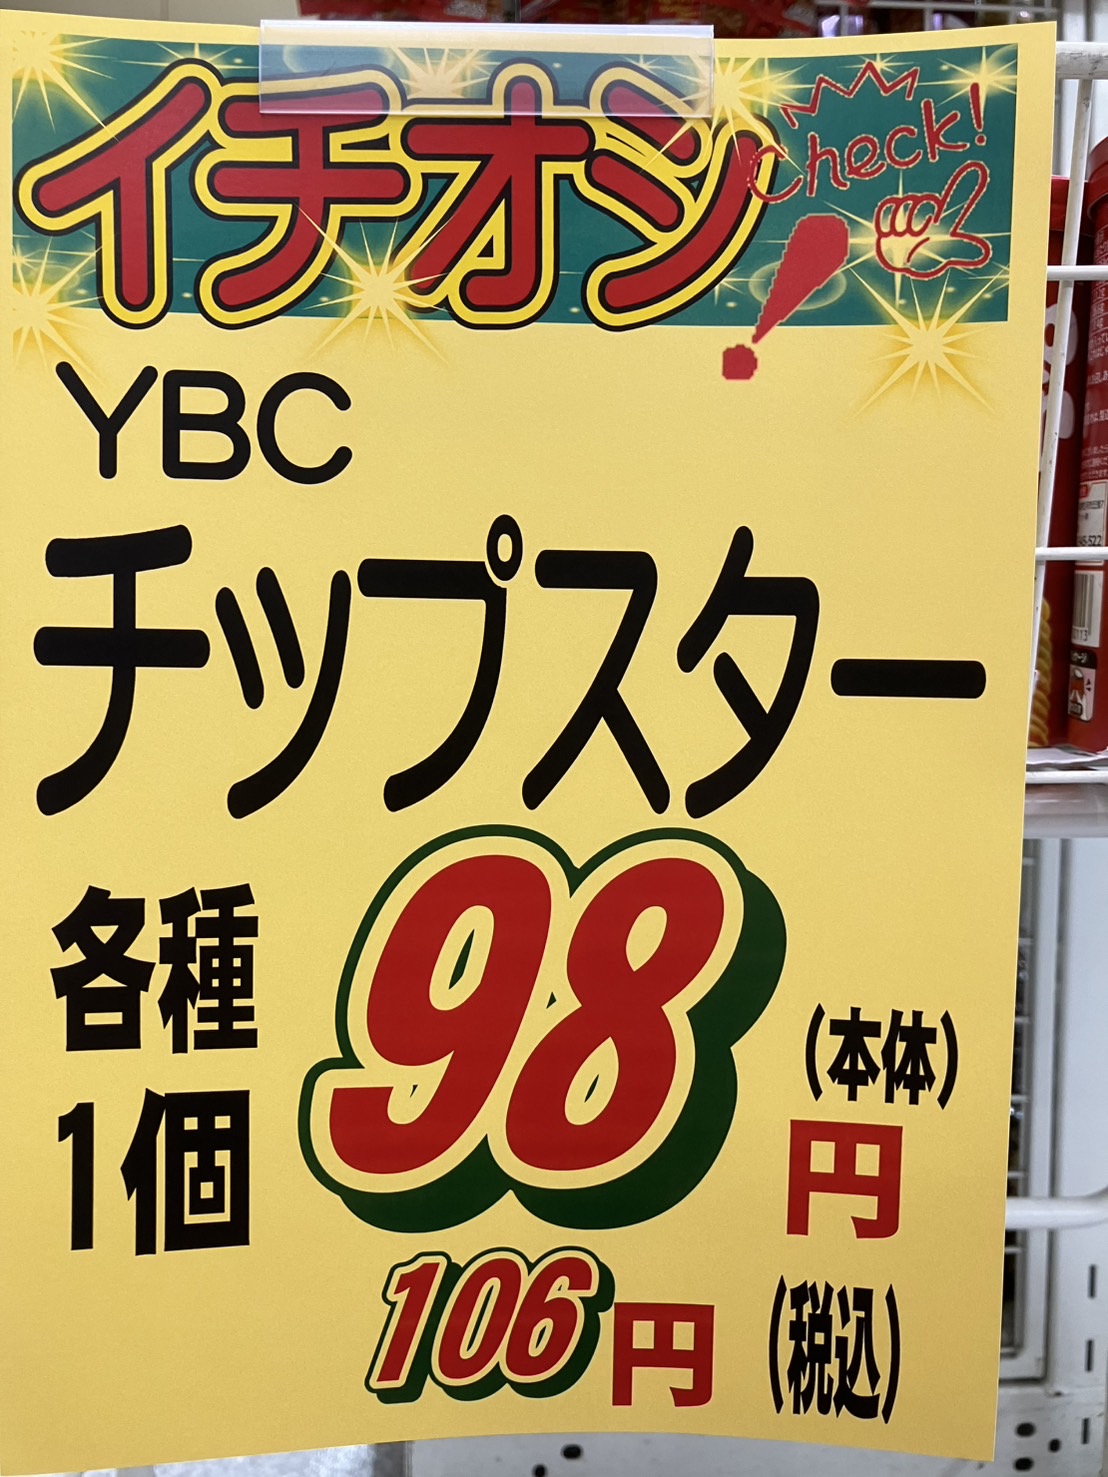 イチオシ!
Check!
YBC
チップスター
各種
1個
98
(本体)
円
106円
(税込)